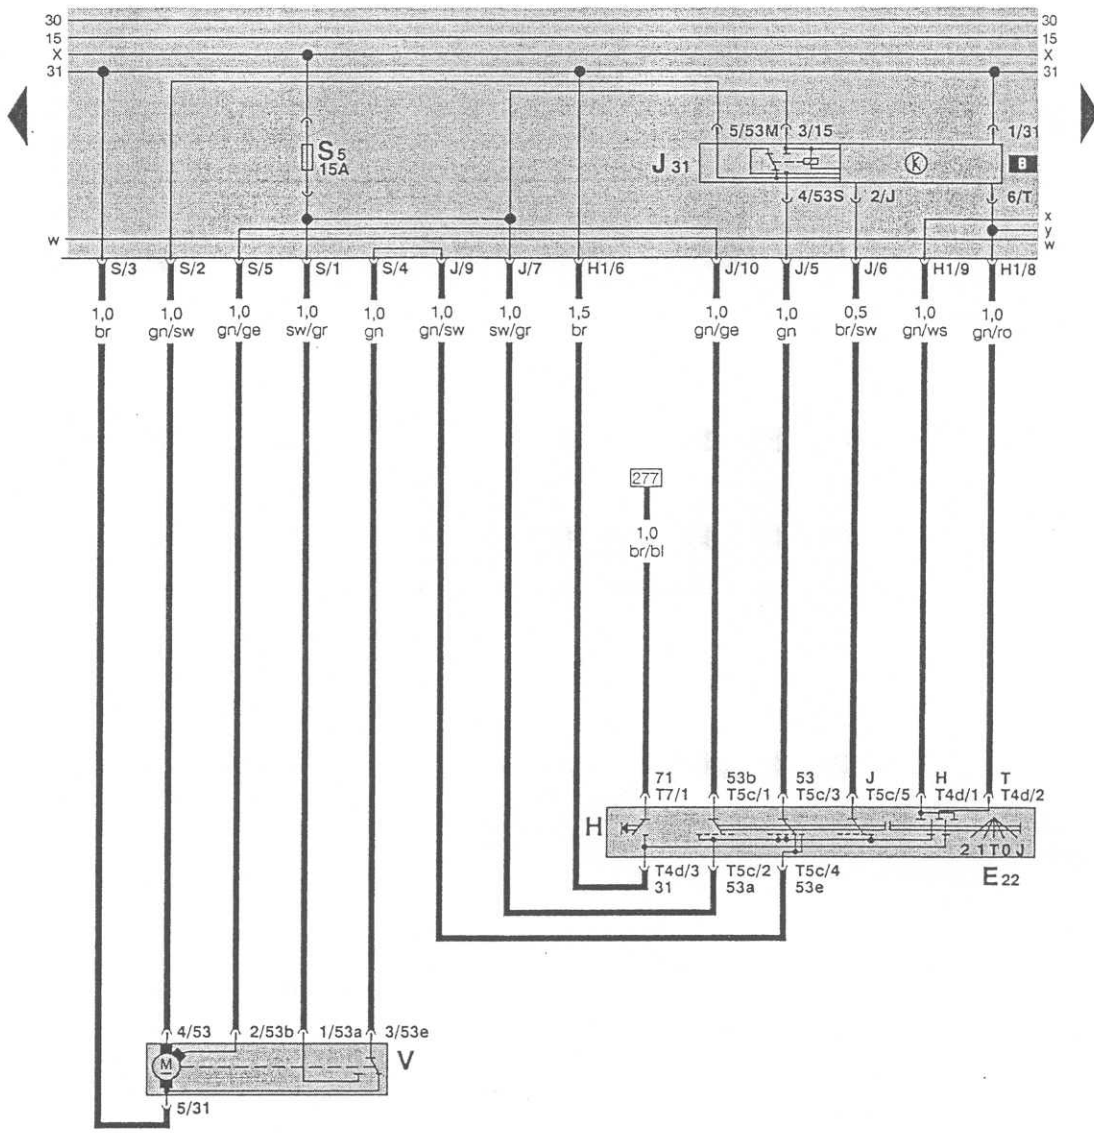 30 30
15 15
X X
31 31
5/53M 3/15 1/31
S5
15A
J 31 K 8
4/53S 2/J 6/T
x
y
W w
S/3 S/2 S/5 S/1 S/4 J/9 J/7 H1/6 J/10 J/5 J/6 H1/9 H1/8
1,0 1,0 1,0 1,0 1,0 1,0 1,0 1,5 1,0 1,0 0,5 1,0 1,0
br gn/sw gn/ge sw/gr gn gn/sw sw/gr br gn/ge gn br/sw gn/ws gn/ro
277
1,0
br/bl
71 53b 53 J H T
T7/1 T5c/1 T5c/3 T5c/5 T4d/1 T4d/2
H
2 1 T 0 J
T4d/3 T5c/2 T5c/4 E22
31 53a 53e
4/53 2/53b 1/53a 3/53e
M V
5/31